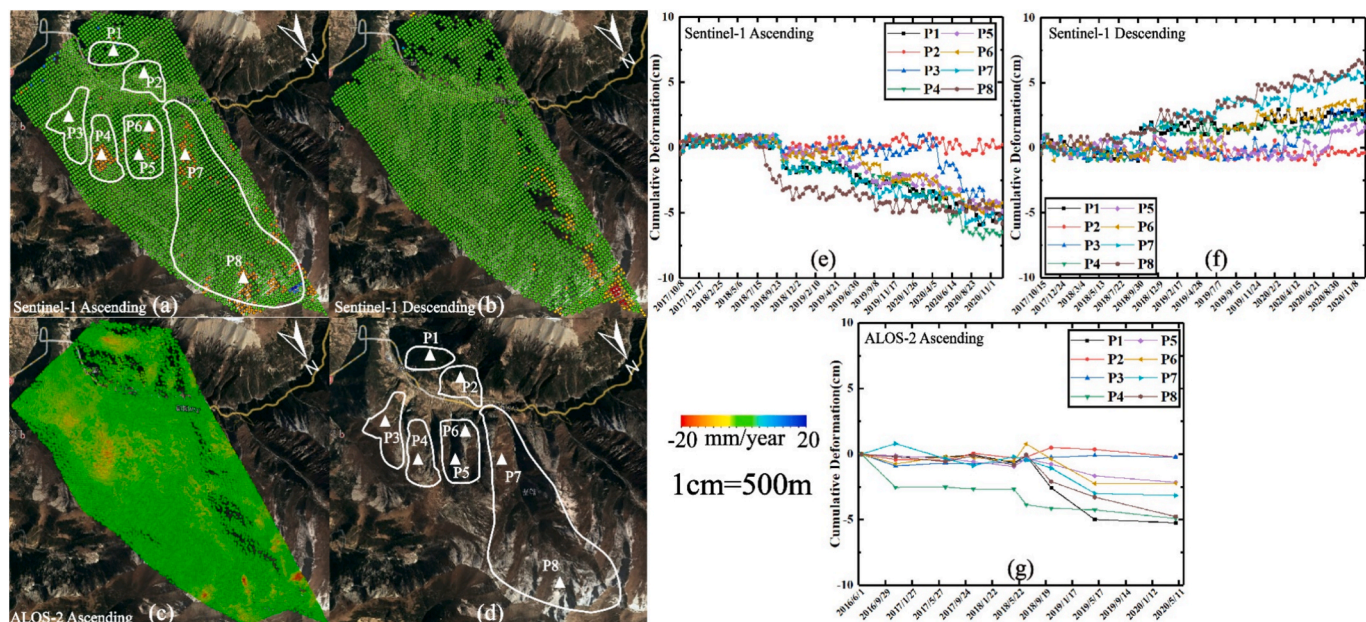 P1
P2
P3
P4
P6
P5
P7
P8
N
Sentinel-1 Ascending (a)
N
Sentinel-1 Descending (b)
N
ALOS-2 Ascending (c)
P1
P2
P3
P4
P6
P5
P7
P8
N
(d)
Sentinel-1 Ascending
P1 P5
P2 P6
P3 P7
P4 P8
Cumulative Deformation(cm)
10
5
0
-5
-10
(e)
2017/10/8
2017/12/17
2018/2/25
2018/5/6
2018/7/15
2018/9/23
2018/12/2
2019/2/10
2019/4/21
2019/6/30
2019/9/8
2019/11/17
2020/1/26
2020/4/5
2020/6/14
2020/8/23
2020/11/1
Sentinel-1 Descending
Cumulative Deformation(cm)
10
5
0
-5
-10
P1 P5
P2 P6
P3 P7
P4 P8
(f)
2017/10/15
2017/12/24
2018/3/4
2018/5/13
2018/7/22
2018/9/30
2018/12/9
2019/2/17
2019/4/28
2019/7/7
2019/9/15
2019/11/24
2020/2/2
2020/4/12
2020/6/21
2020/8/30
2020/11/8
-20 mm/year 20
1cm=500m
ALOS-2 Ascending
P1 P5
P2 P6
P3 P7
P4 P8
Cumulative Deformation(cm)
10
5
0
-5
-10
(g)
2016/6/1
2016/9/29
2017/1/27
2017/5/27
2017/9/24
2018/1/22
2018/5/22
2018/9/19
2019/1/17
2019/5/17
2019/9/14
2020/1/12
2020/5/11